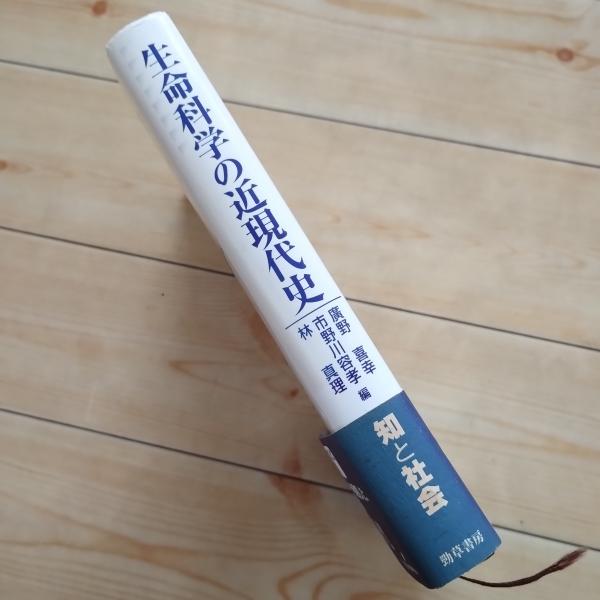 生命科学の近現代史
廣野 喜幸
市野川容孝
林 真理
編
知と社会
勁草書房